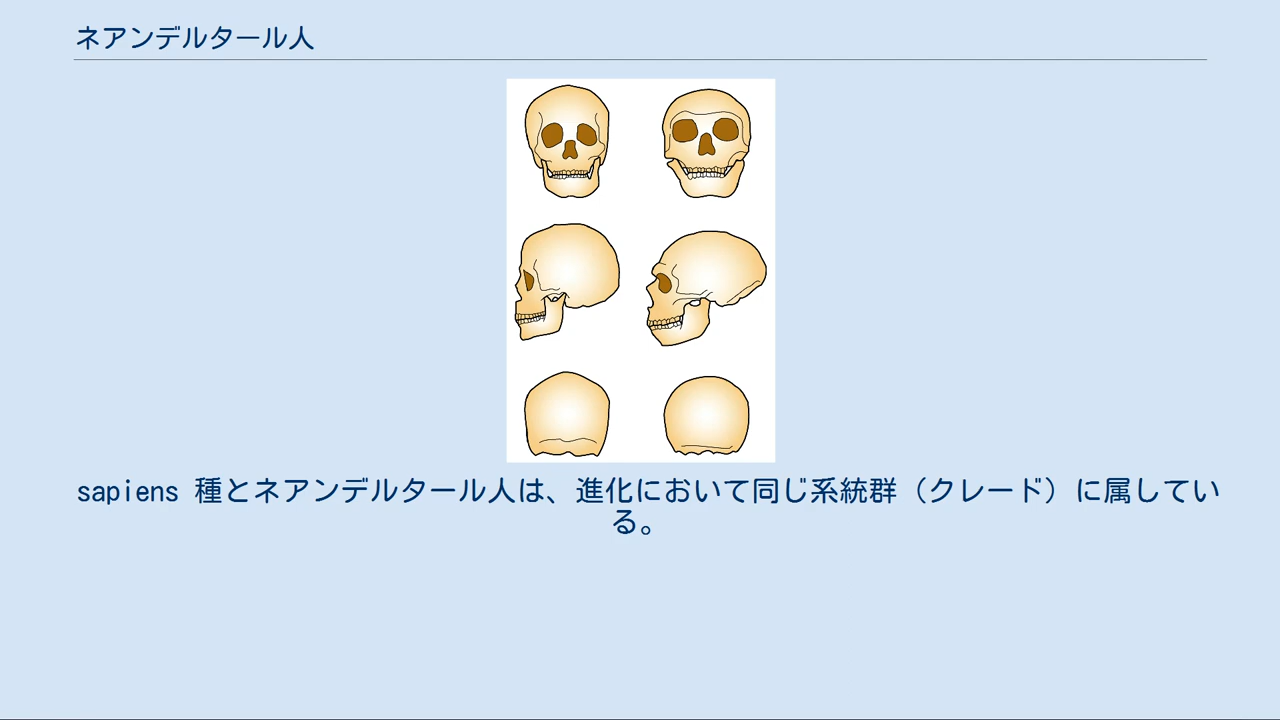 ネアンデルタール人
sapiens 種とネアンデルタール人は、進化において同じ系統群（クレード）に属してい
る。